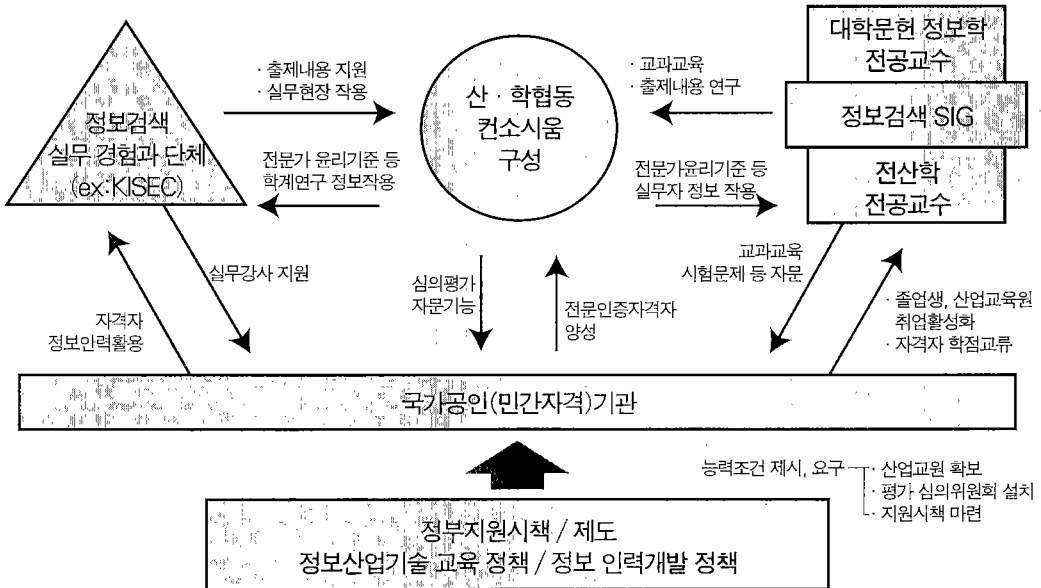 정보검색
실무 경험과 단체
(ex:KISEC)
· 출제내용 지원
· 실무현장 작용
전문가 윤리기준 등
학계연구 정보작용
산 · 학협동
컨소시움
구성
· 교과교육
· 출제내용 연구
전문가윤리기준 등
실무자 정보 작용
대학문헌 정보학
전공교수
정보검색 SIG
전산학
전공교수
자격자
정보안력활용
실무강사 지원
심의평가
자문기능
전문인증자격자
양성
교과교육
시험문제 등 자문
· 졸업생, 산업교육원
취업활성화
· 자격자 학점교류
국가공인(민간자격)기관
능력조건 제시, 요구
· 산업교원 확보
· 평가 심의위원회 설치
· 지원시책 마련
정부지원시책 / 제도
정보산업기술 교육 정책 / 정보 인력개발 정책